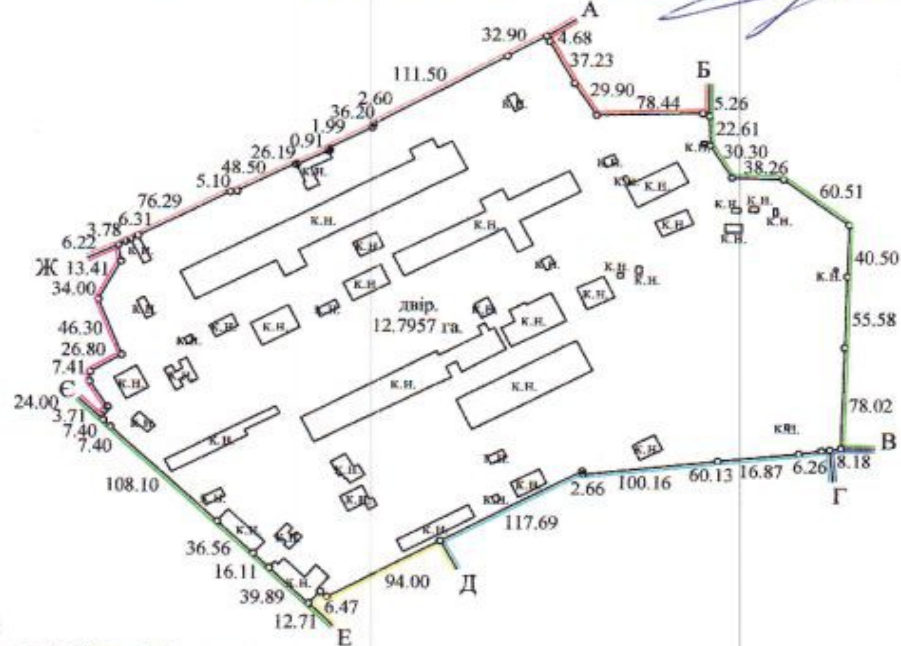 А
32.90
4.68
111.50
37.23
Б
2.60
29.90
78.44
5.26
36.20
22.61
1.99
к.н.
0.91
к.н.
30.30
26.19
к.н.
к.н.
38.26
48.50
к.н.
к.н.
60.51
5.10
к.н.
к.н.
76.29
к.н.
к.н.
к.н.
6.31
к.н.
к.н.
3.78
к.н.
к.н.
40.50
6.22
к.н.
Ж
13.41
к.н.
к.н.
к.н.
34.00
к.н.
к.н.
к.н.
двір.
55.58
46.30
12.7957 га.
к.н.
к.н.
26.80
к.н.
7.41
к.н.
к.н.
78.02
Є
24.00
3.71
7.40
к.н.
к.н.
7.40
к.н.
В
108.10
к.н.
2.66
100.16
60.13
16.87
6.26
8.18
к.н.
Г
36.56
к.н.
к.н.
117.69
16.11
к.н.
94.00
Д
39.89
6.47
12.71
Е